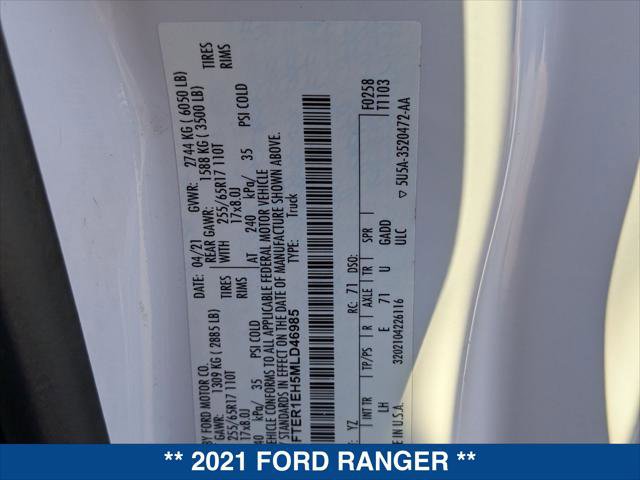 BY FORD MOTOR CO.
DATE: 04/21
GVWR: 2744 KG ( 6050 LB)
GAWR: 1309 KG ( 2885 LB)
REAR GAWR: 1588 KG ( 3500 LB)
255/65R17 110T TIRES
WITH 255/65R17 110T TIRES
17x8.0J RIMS
17x8.0J RIMS
240 kPa/ 35 PSI COLD
AT 240 kPa/ 35 PSI COLD
VEHICLE CONFORMS TO ALL APPLICABLE FEDERAL MOTOR VEHICLE
STANDARDS IN EFFECT ON THE DATE OF MANUFACTURE SHOWN ABOVE.
FTER1EH5MLD46985
TYPE: Truck
F0258
T1103
YZ
RC: 71 DSO:
INTTR TP/PS R AXLE TR SPR
LH E 71 U GADD
3202104226116 ULC
IN U.S.A.
▽ 5U5A-3520472-AA
** 2021 FORD RANGER **